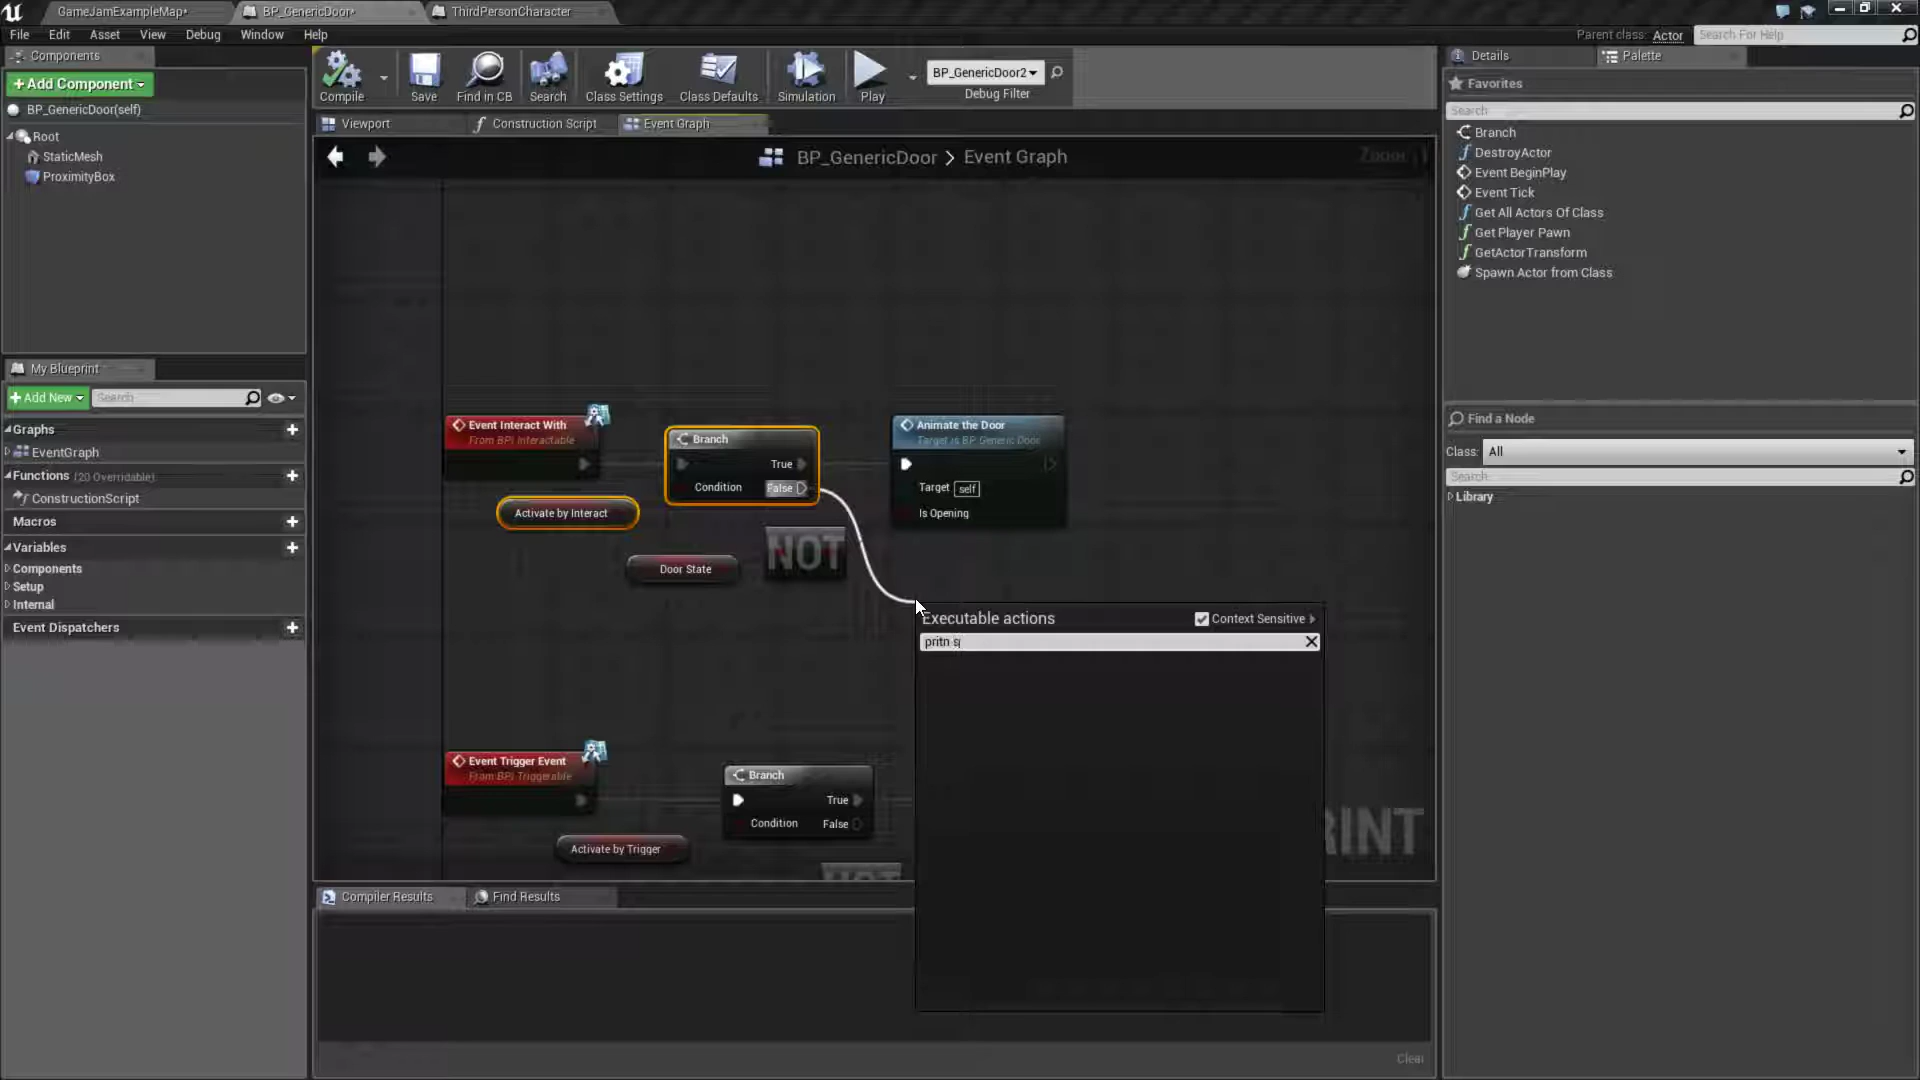 GameJamExampleMap*
BP_GenericDoor*
ThirdPersonCharacter
File Edit Asset View Debug Window Help
Parent class: Actor
Search For Help
Components
+Add Component
BP_GenericDoor(self)
Root
StaticMesh
ProximityBox
Compile
Save
Find in CB
Search
Class Settings
Class Defaults
Simulation
Play
BP_GenericDoor2
Debug Filter
Viewport
Construction Script
Event Graph
BP_GenericDoor > Event Graph
Zoom
Event Interact With
From BPI Interactable
Branch
True
Condition
False
Activate by Interact
Door State
NOT
Animate the Door
Target is BP Generic Door
Target self
Is Opening
Executable actions
Context Sensitive
pritn s
Event Trigger Event
From BPI Triggerable
Branch
True
Condition
False
Activate by Trigger
NOT
RINT
Compiler Results
Find Results
Clear
My Blueprint
+Add New
Search
Graphs
EventGraph
Functions (20 Overridable)
ConstructionScript
Macros
Variables
Components
Setup
Internal
Event Dispatchers
Details
Palette
Favorites
Search
Branch
DestroyActor
Event BeginPlay
Event Tick
Get All Actors Of Class
Get Player Pawn
GetActorTransform
Spawn Actor from Class
Find a Node
Class: All
Search
Library